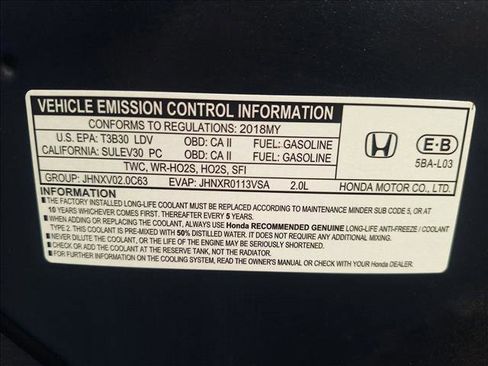 VEHICLE EMISSION CONTROL INFORMATION
CONFORMS TO REGULATIONS: 2018MY
U.S. EPA: T3B30 LDV OBD: CA II FUEL: GASOLINE
CALIFORNIA: SULEV30 PC OBD: CA II FUEL: GASOLINE
TWC, WR-HO2S, HO2S, SFI
GROUP: JHNXV02.0C63 EVAP: JHNXR0113VSA 2.0L
E·B
5BA-L03
HONDA MOTOR CO., LTD.
INFORMATION
■ THE FACTORY INSTALLED LONG-LIFE COOLANT MUST BE REPLACED ACCORDING TO MAINTENANCE MINDER SUB CODE 5, OR AT
10 YEARS WHICHEVER COMES FIRST. THEREAFTER EVERY 5 YEARS.
■ WHEN ADDING OR REPLACING THE COOLANT, ALWAYS USE Honda RECOMMENDED GENUINE LONG-LIFE ANTI-FREEZE / COOLANT
TYPE 2. THIS COOLANT IS PRE-MIXED WITH 50% DISTILLED WATER. IT DOES NOT REQUIRE ANY ADDITIONAL MIXING.
■ NEVER DILUTE THE COOLANT, OR THE LIFE OF THE ENGINE MAY BE SERIOUSLY SHORTENED.
■ CHECK AND ADD COOLANT AT THE RESERVE TANK, NOT THE RADIATOR.
■ FOR FURTHER INFORMATION ON THE COOLING SYSTEM, READ THE OWNER'S MANUAL OR CHECK WITH YOUR Honda DEALER.